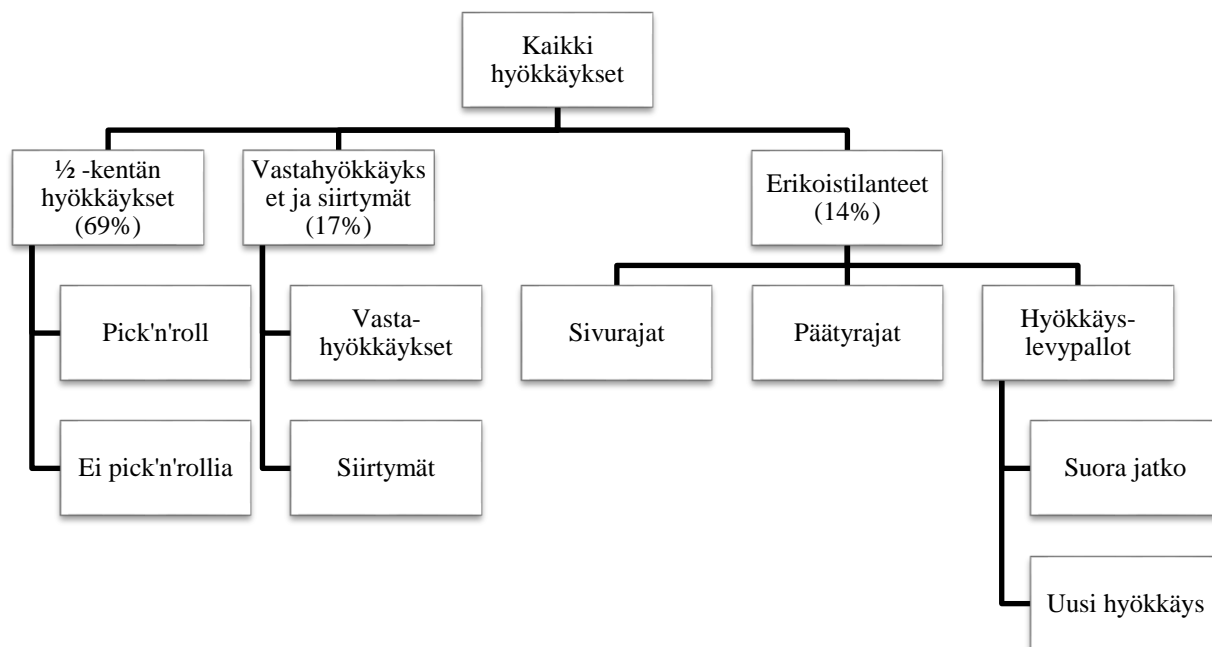 Kaikki
hyökkäykset
½ -kentän
hyökkäykset
(69%)
Vastahyökkäyks
et ja siirtymät
(17%)
Erikoistilanteet
(14%)
Pick'n'roll
Vasta-
hyökkäykset
Sivurajat
Päätyrajat
Hyökkäys-
levypallot
Ei pick'n'rollia
Siirtymät
Suora jatko
Uusi hyökkäys